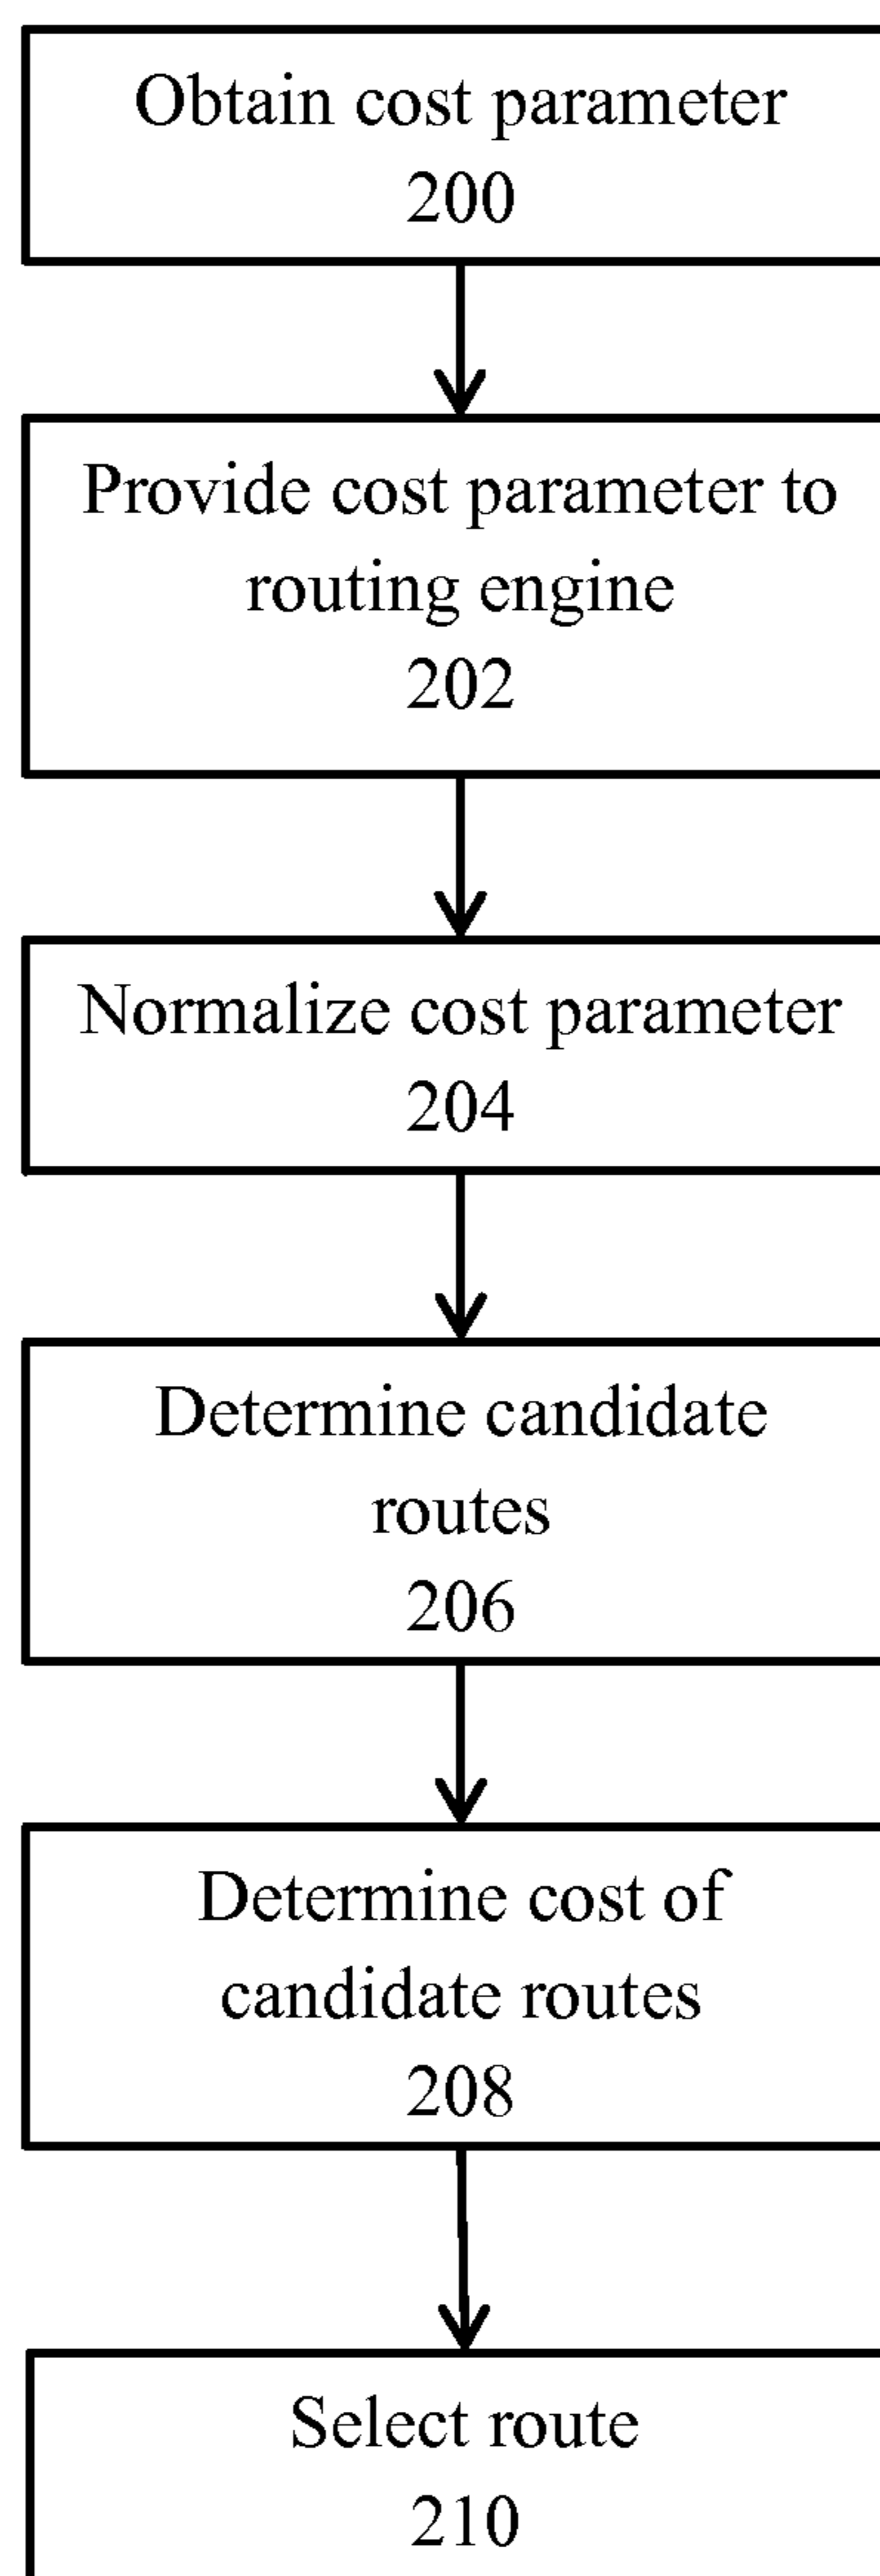 Obtain cost parameter
200
Provide cost parameter to
routing engine
202
Normalize cost parameter
204
Determine candidate
routes
206
Determine cost of
candidate routes
208
Select route
210